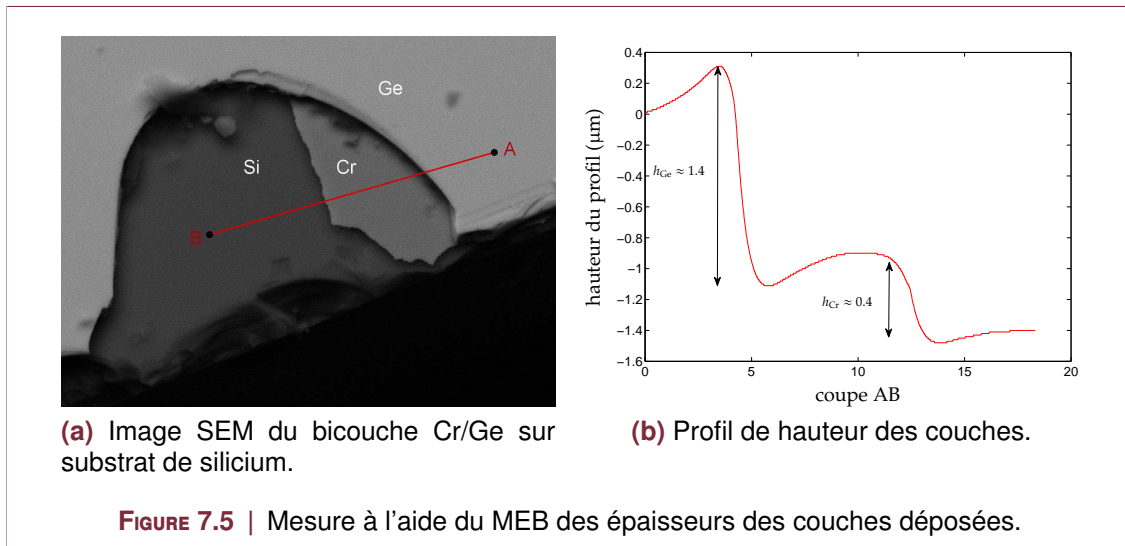 Ge
A
Si
Cr
B
(a) Image SEM du bicouche Cr/Ge sur
substrat de silicium.
hauteur du profil (μm)
0.4
0.2
0
−0.2
−0.4
−0.6
−0.8
−1
−1.2
−1.4
−1.6
hGe ≈ 1.4
hCr ≈ 0.4
0
5
10
15
20
coupe AB
(b) Profil de hauteur des couches.
FIGURE 7.5 | Mesure à l'aide du MEB des épaisseurs des couches déposées.